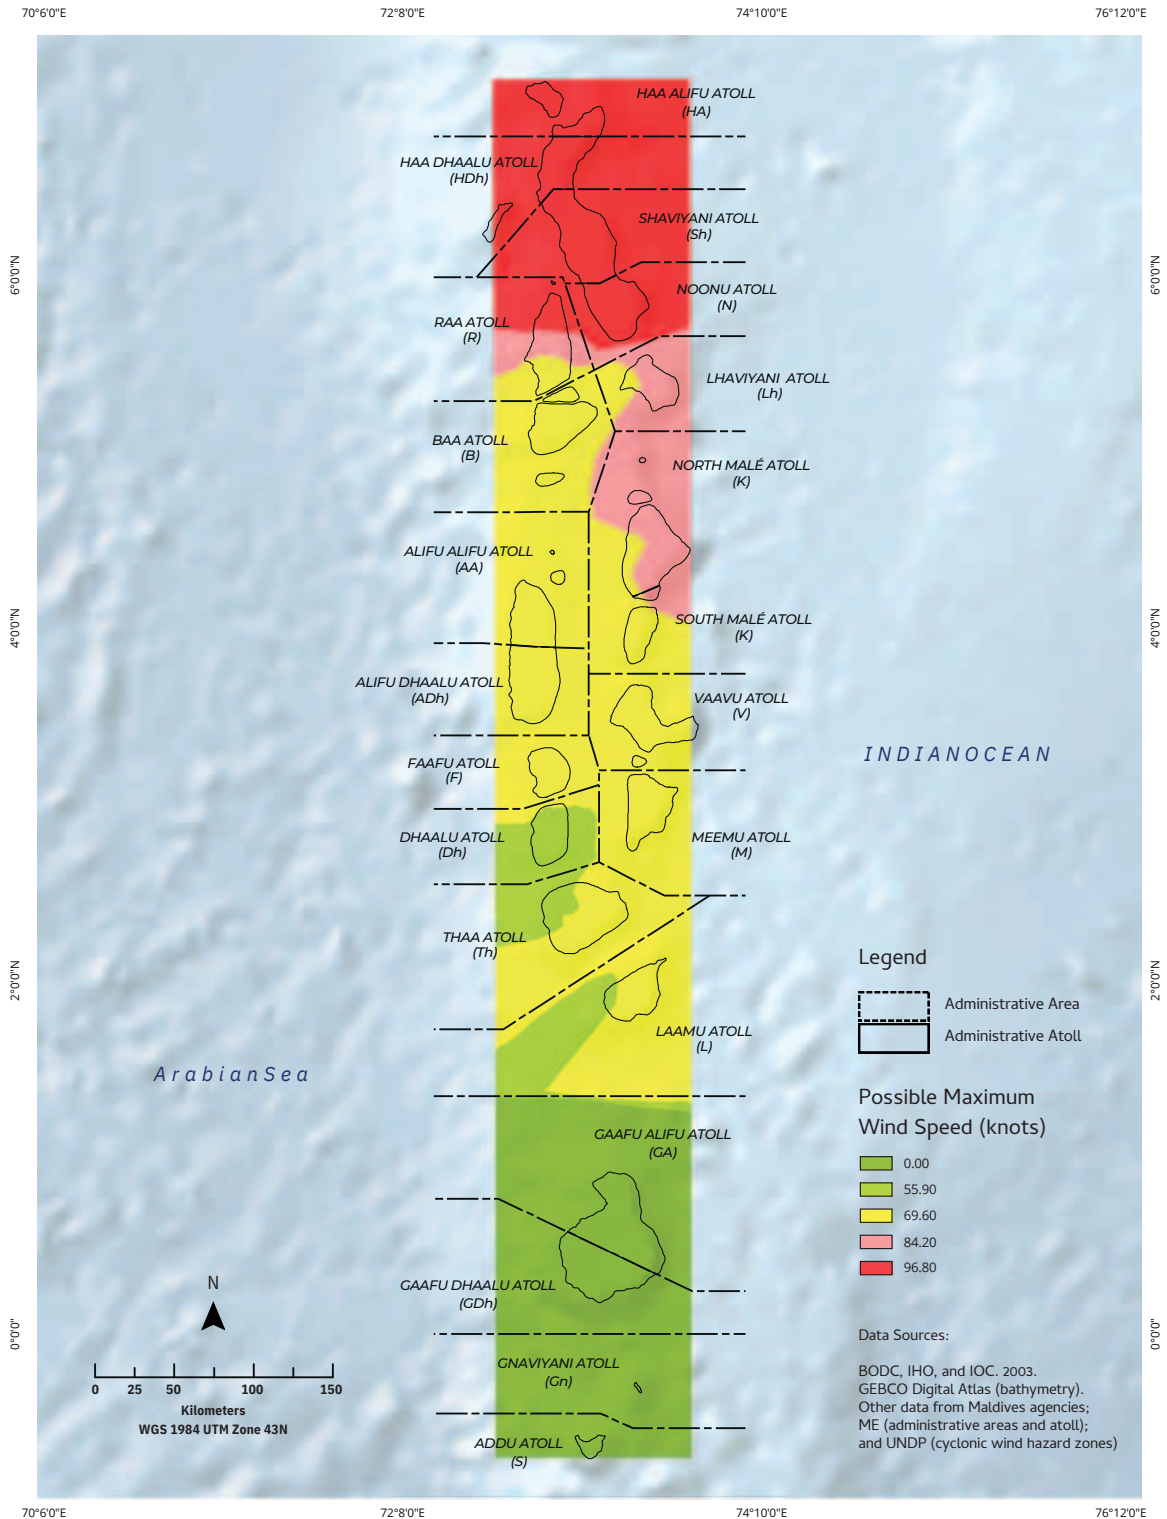 70°6'0"E
72°8'0"E
74°10'0"E
76°12'0"E
HAA ALIFU ATOLL
(HA)
HAA DHAALU ATOLL
(HDh)
SHAVIYANI ATOLL
(Sh)
6°0'0"N
6°0'0"N
NOONU ATOLL
(N)
RAA ATOLL
(R)
LHAVIYANI ATOLL
(Lh)
BAA ATOLL
(B)
NORTH MALÉ ATOLL
(K)
ALIFU ALIFU ATOLL
(AA)
4°0'0"N
4°0'0"N
SOUTH MALÉ ATOLL
(K)
ALIFU DHAALU ATOLL
(ADh)
VAAVU ATOLL
(V)
INDIANOCEAN
FAAFU ATOLL
(F)
DHAALU ATOLL
(Dh)
MEEMU ATOLL
(M)
THAA ATOLL
(Th)
2°0'0"N
2°0'0"N
LAAMU ATOLL
(L)
ArabianSea
GAAFU ALIFU ATOLL
(GA)
GAAFU DHAALU ATOLL
(GDh)
0°0'0"
0°0'0"
GNAVIYANI ATOLL
(Gn)
ADDU ATOLL
(S)
Legend
Administrative Area
Administrative Atoll
Possible Maximum
Wind Speed (knots)
0.00
55.90
69.60
84.20
96.80
Data Sources:
BODC, IHO, and IOC. 2003.
GEBCO Digital Atlas (bathymetry).
Other data from Maldives agencies;
ME (administrative areas and atoll);
and UNDP (cyclonic wind hazard zones)
N
0 25 50 100 150
Kilometers
WGS 1984 UTM Zone 43N
70°6'0"E
72°8'0"E
74°10'0"E
76°12'0"E